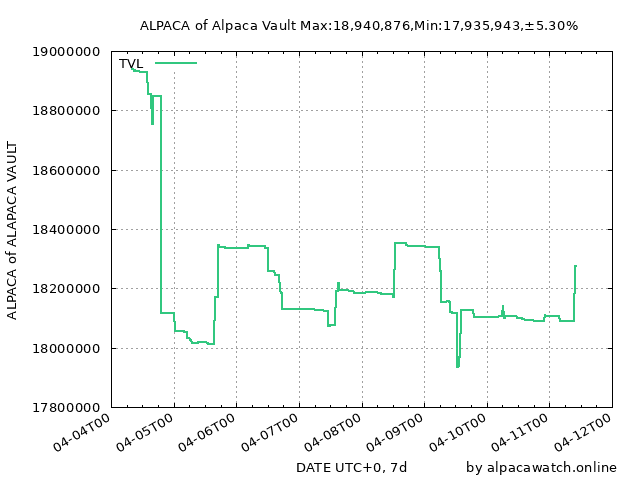 ALPACA of Alpaca Vault Max:18,940,876,Min:17,935,943,±5.30%
TVL
19000000
18800000
18600000
18400000
18200000
18000000
17800000
ALPACA of ALAPACA VAULT
04-04T00
04-05T00
04-06T00
04-07T00
04-08T00
04-09T00
04-10T00
04-11T00
04-12T00
DATE UTC+0, 7d
by alpacawatch.online